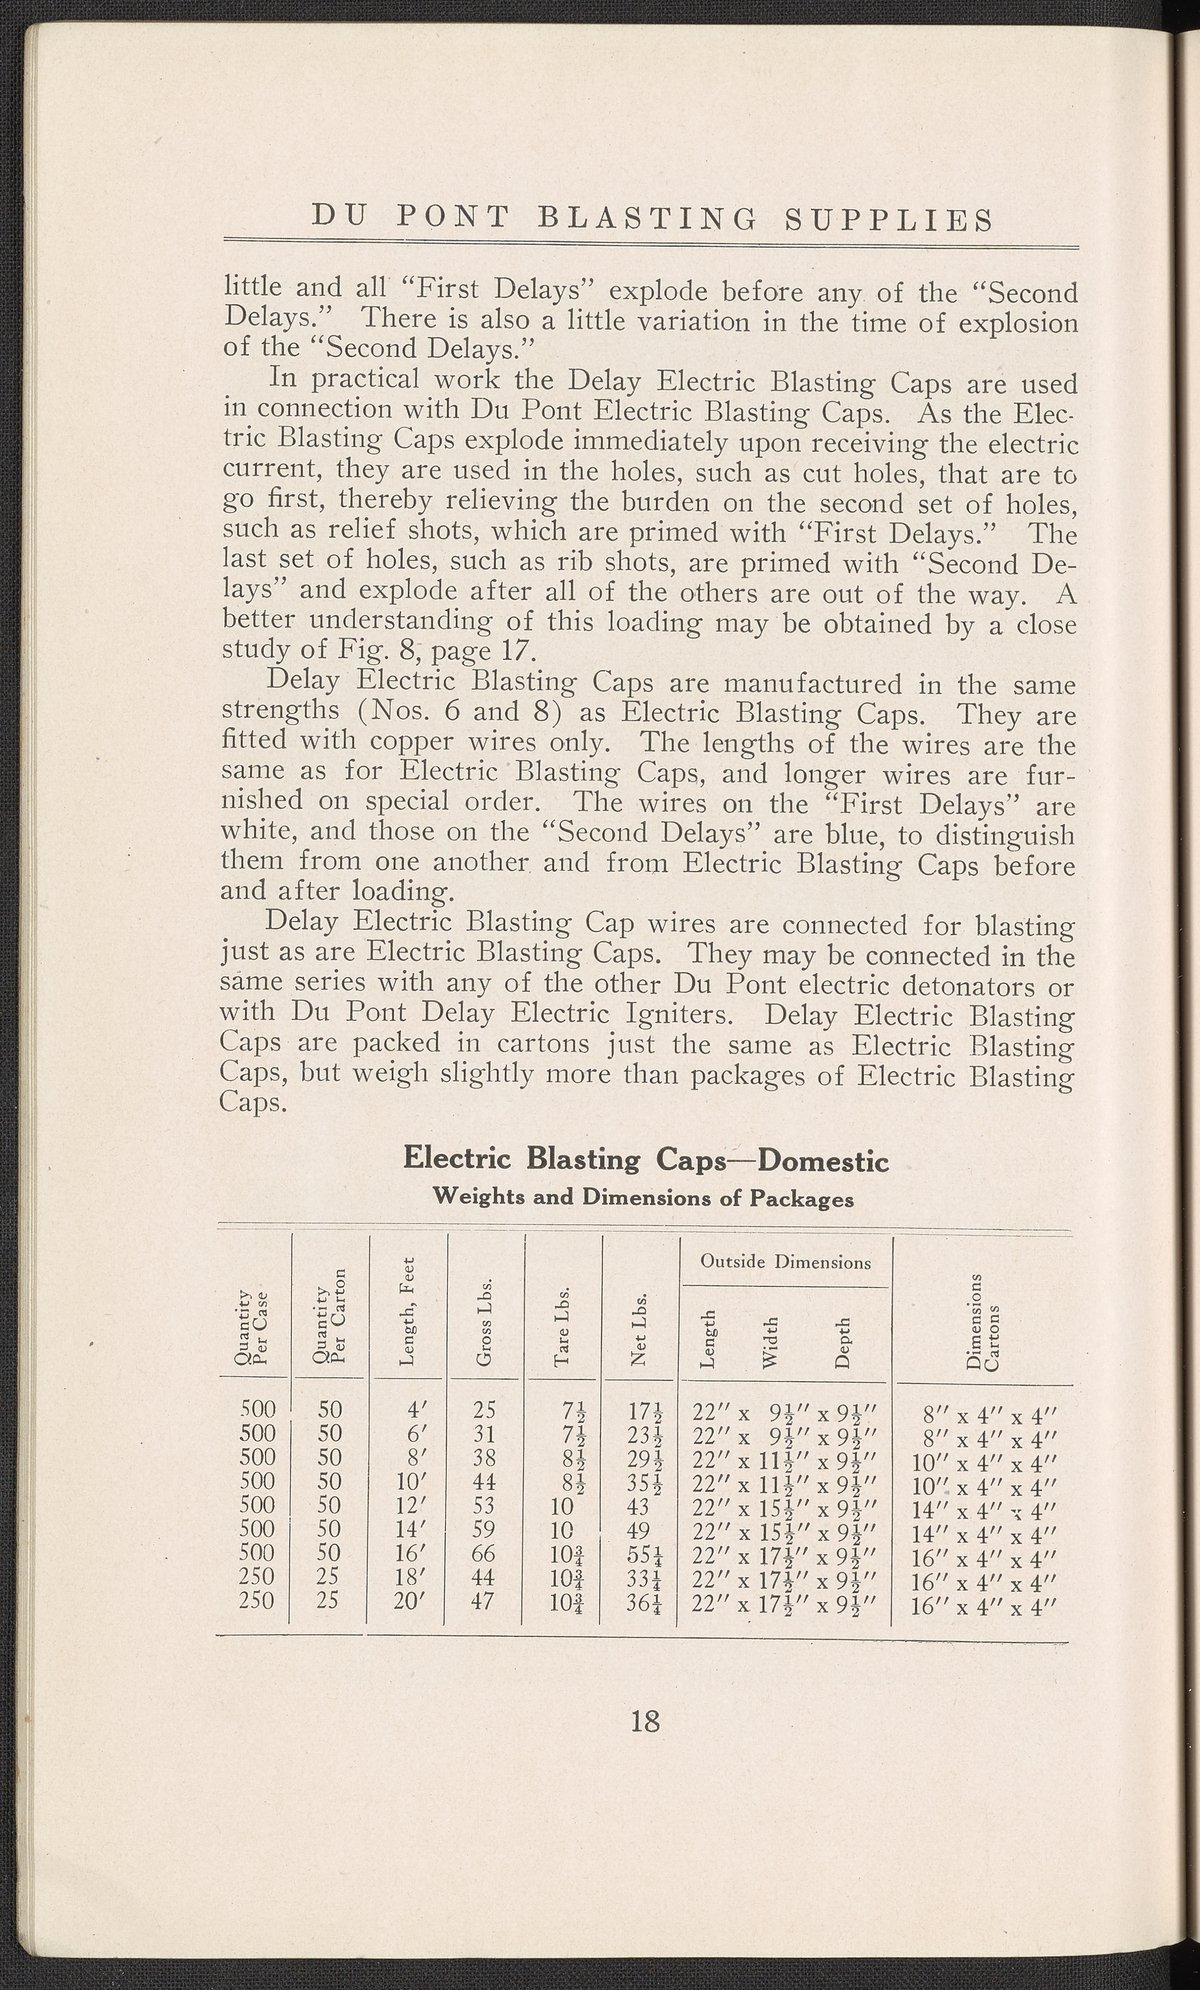 DU PONT BLASTING SUPPLIES
little and all "First Delays" explode before any of the "Second
Delays." There is also a little variation in the time of explosion
of the "Second Delays."
In practical work the Delay Electric Blasting Caps are used
in connection with Du Pont Electric Blasting Caps. As the Elec-
tric Blasting Caps explode immediately upon receiving the electric
current, they are used in the holes, such as cut holes, that are to
go first, thereby relieving the burden on the second set of holes,
such as relief shots, which are primed with "First Delays." The
last set of holes, such as rib shots, are primed with "Second De-
lays" and explode after all of the others are out of the way. A
better understanding of this loading may be obtained by a close
study of Fig. 8, page 17.
Delay Electric Blasting Caps are manufactured in the same
strengths (Nos. 6 and 8) as Electric Blasting Caps. They are
fitted with copper wires only. The lengths of the wires are the
same as for Electric Blasting Caps, and longer wires are fur-
nished on special order. The wires on the "First Delays" are
white, and those on the "Second Delays" are blue, to distinguish
them from one another and from Electric Blasting Caps before
and after loading.
Delay Electric Blasting Cap wires are connected for blasting
just as are Electric Blasting Caps. They may be connected in the
same series with any of the other Du Pont electric detonators or
with Du Pont Delay Electric Igniters. Delay Electric Blasting
Caps are packed in cartons just the same as Electric Blasting
Caps, but weigh slightly more than packages of Electric Blasting
Caps.
Electric Blasting Caps—Domestic
Weights and Dimensions of Packages
Quantity Per Case Quantity Per Carton Length, Feet Gross Lbs. Tare Lbs. Net Lbs. Outside Dimensions Length Width Depth Dimensions Cartons
500 50 4′ 25 7½ 17½ 22″ x 9½″ x 9½″ 8″ x 4″ x 4″
500 50 6′ 31 7½ 23½ 22″ x 9½″ x 9½″ 8″ x 4″ x 4″
500 50 8′ 38 8½ 29½ 22″ x 11½″ x 9½″ 10″ x 4″ x 4″
500 50 10′ 44 8½ 35½ 22″ x 11½″ x 9½″ 10″ x 4″ x 4″
500 50 12′ 53 10 43 22″ x 15½″ x 9½″ 14″ x 4″ x 4″
500 50 14′ 59 10 49 22″ x 15½″ x 9½″ 14″ x 4″ x 4″
500 50 16′ 66 10¾ 55¼ 22″ x 17½″ x 9½″ 16″ x 4″ x 4″
250 25 18′ 44 10¾ 33¼ 22″ x 17½″ x 9½″ 16″ x 4″ x 4″
250 25 20′ 47 10¾ 36¼ 22″ x 17½″ x 9½″ 16″ x 4″ x 4″
18